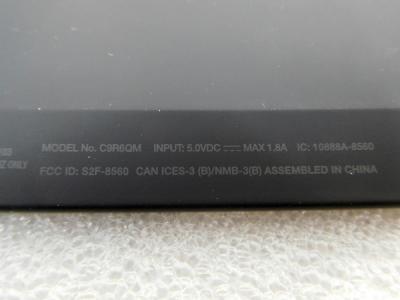 MODEL No. C9R6QM INPUT: 5.0VDC ⎓ MAX 1.8A IC: 10888A-8560
Z ONLY
FCC ID: S2F-8560 CAN ICES-3 (B)/NMB-3(B) ASSEMBLED IN CHINA